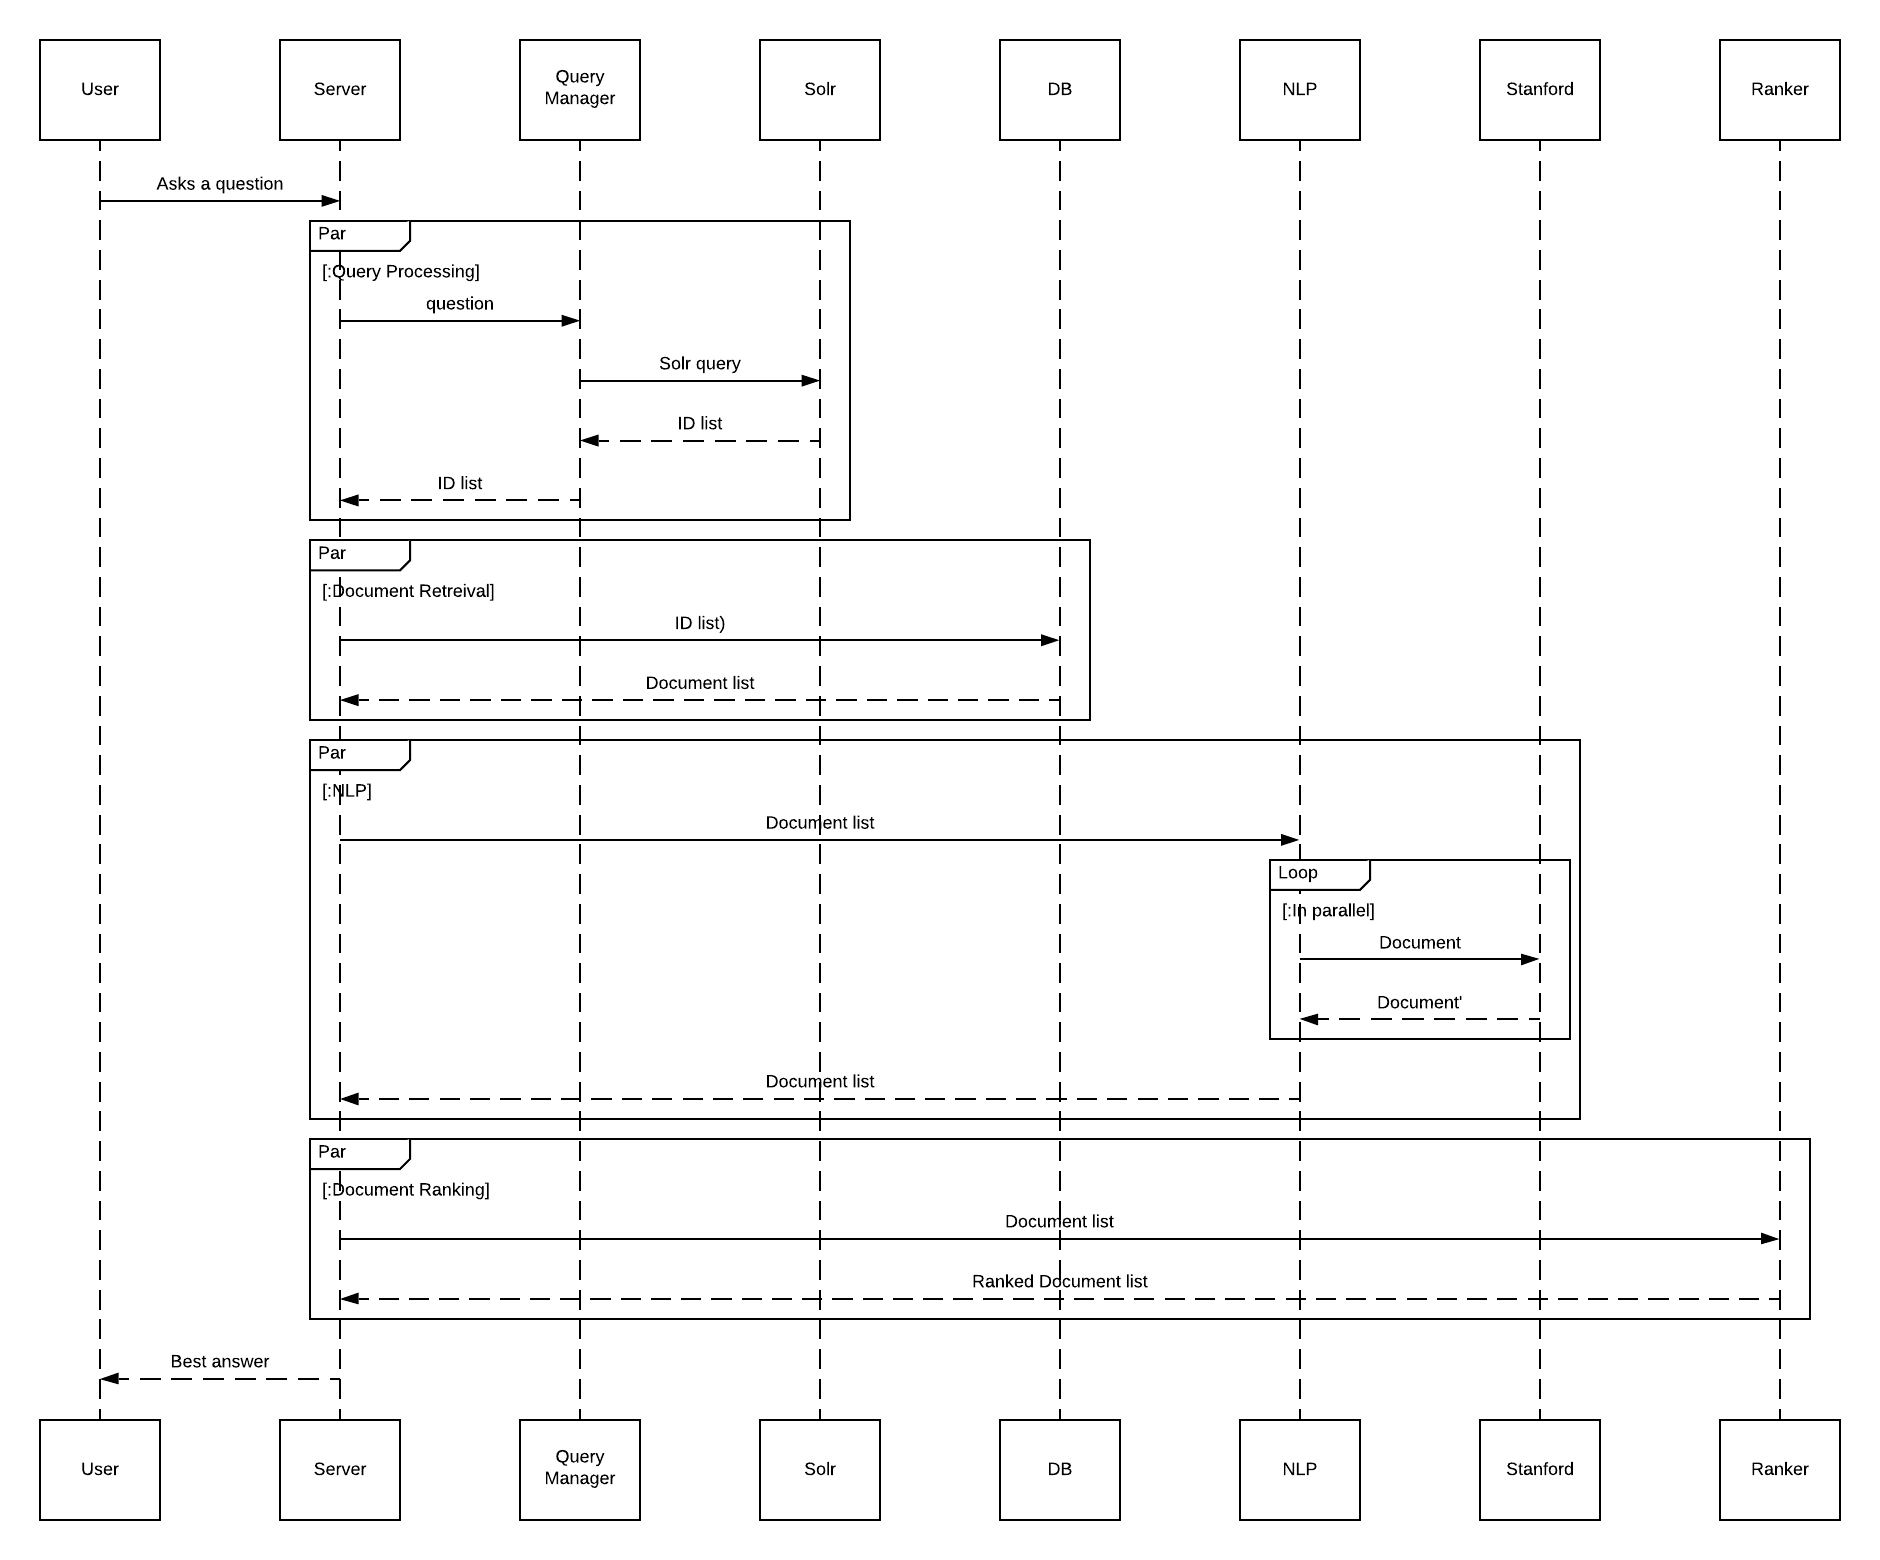 User
Server
Query
Manager
Solr
DB
NLP
Stanford
Ranker
Asks a question
Par
[:Query Processing]
question
Solr query
ID list
ID list
Par
[:Document Retreival]
ID list)
Document list
Par
[:NLP]
Document list
Loop
[:In parallel]
Document
Document'
Document list
Par
[:Document Ranking]
Document list
Ranked Document list
Best answer
User
Server
Query
Manager
Solr
DB
NLP
Stanford
Ranker